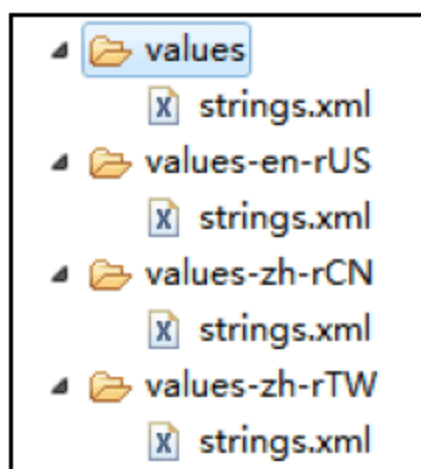 values
strings.xml
values-en-rUS
strings.xml
values-zh-rCN
strings.xml
values-zh-rTW
strings.xml